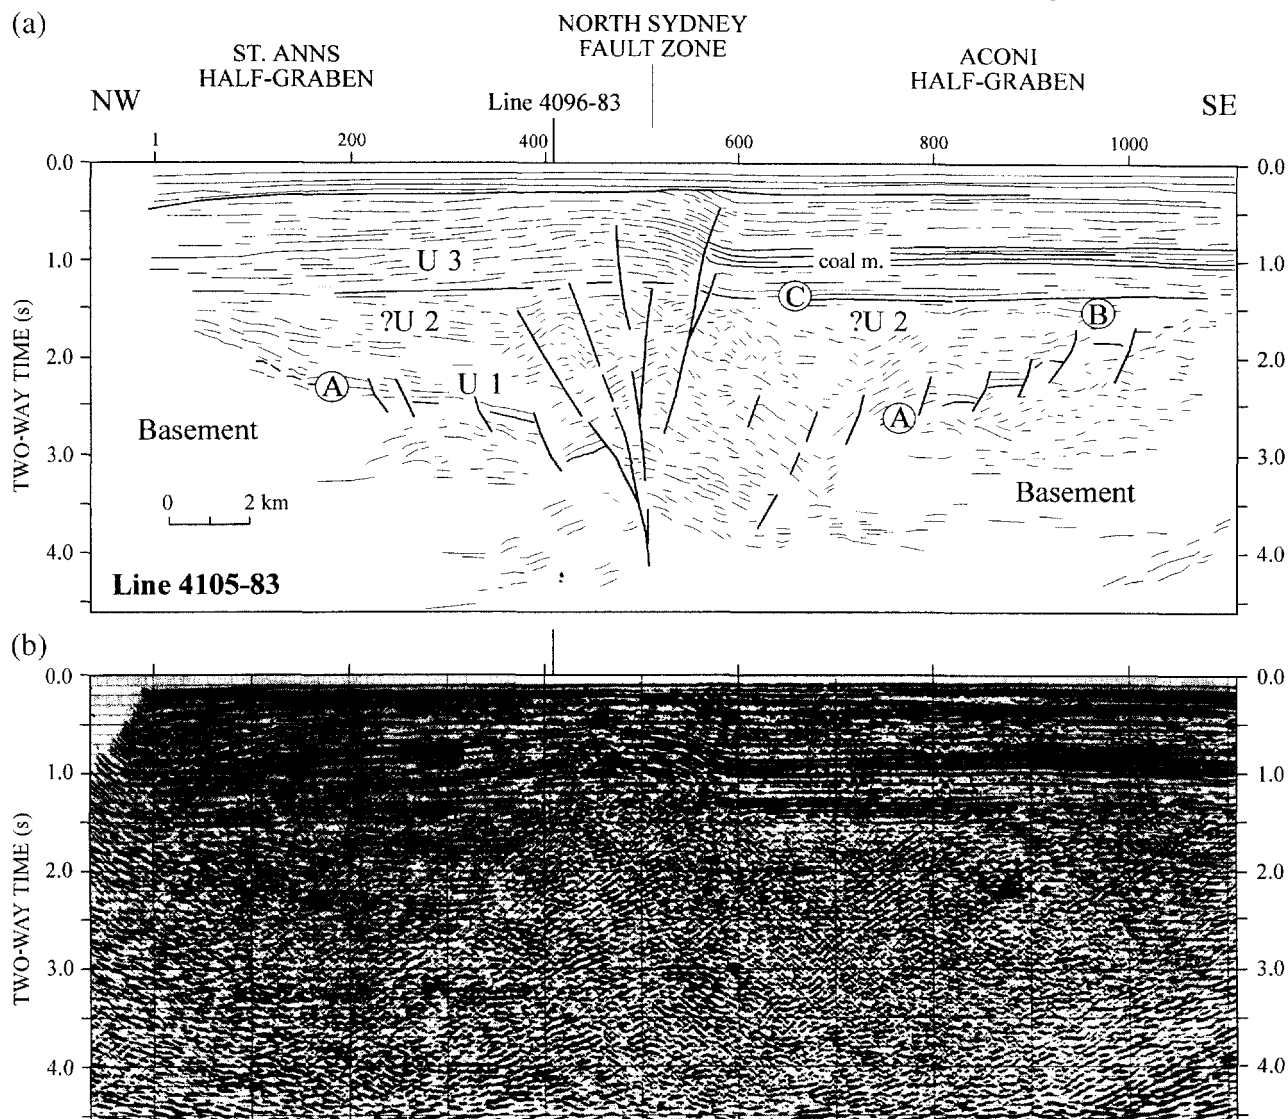 (a)
NORTH SYDNEY
FAULT ZONE
ST. ANNS
HALF-GRABEN
ACONI
HALF-GRABEN
NW
Line 4096-83
SE
1 200 400 600 800 1000
0.0 0.0
U 3
coal m.
1.0 1.0
C
?U 2 ?U 2 B
2.0 2.0
A U 1
A
Basement
3.0 3.0
Basement
0 2 km
4.0 4.0
Line 4105-83
TWO-WAY TIME (s)
(b)
0.0 0.0
1.0 1.0
2.0 2.0
3.0 3.0
4.0 4.0
TWO-WAY TIME (s)